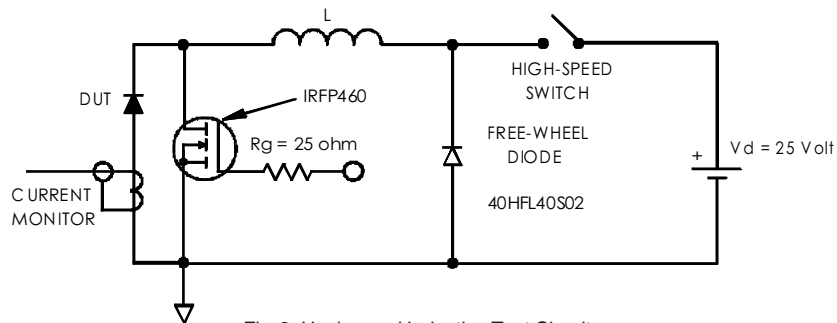 L
HIGH-SPEED
SWITCH
DUT
IRFP460
Rg = 25 ohm
FREE-WHEEL
DIODE
+
Vd = 25 Volt
40HFL40S02
CURRENT
MONITOR